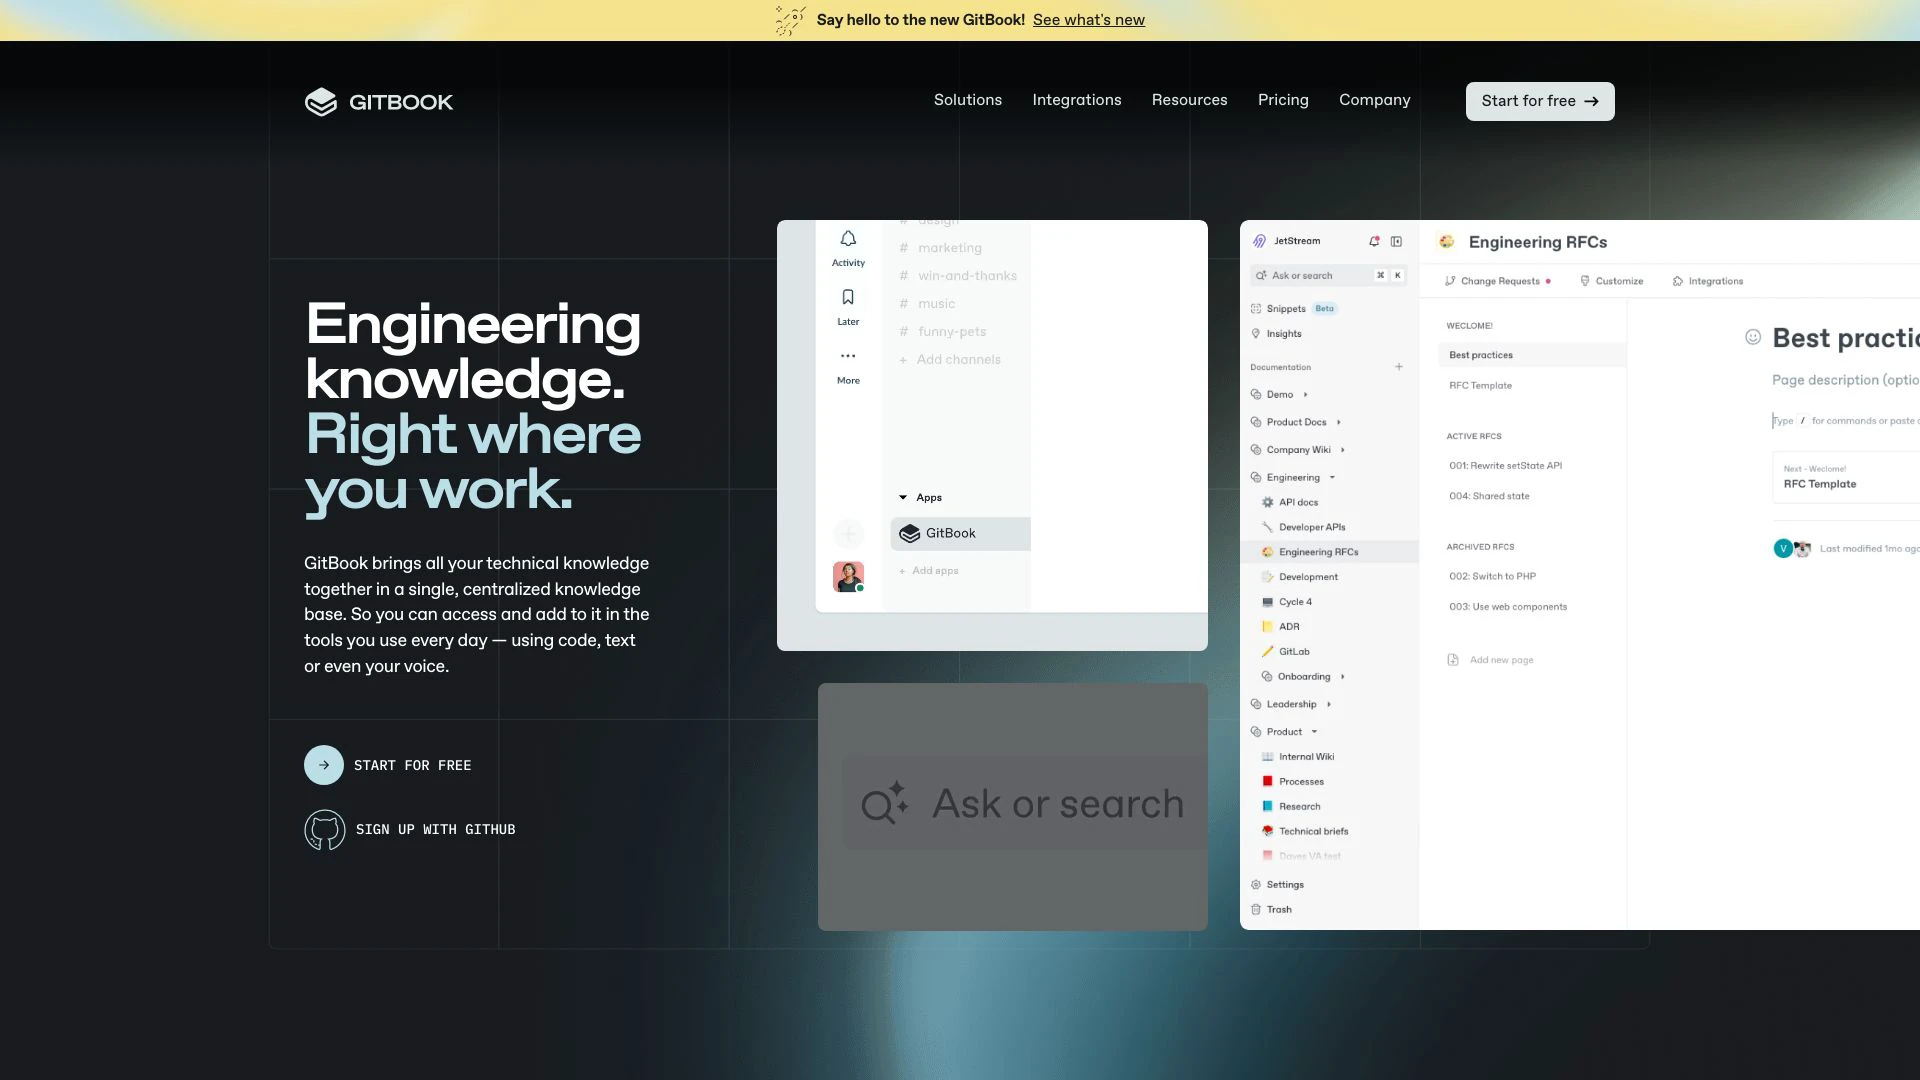 Say hello to the new GitBook! See what's new
GITBOOK
Solutions
Integrations
Resources
Pricing
Company
Start for free →
Engineering
knowledge.
Right where
you work.
GitBook brings all your technical knowledge
together in a single, centralized knowledge
base. So you can access and add to it in the
tools you use every day — using code, text
or even your voice.
START FOR FREE
SIGN UP WITH GITHUB
Activity
Later
More
# design
# marketing
# win-and-thanks
# music
# funny-pets
+ Add channels
Apps
GitBook
+ Add apps
Ask or search
JetStream
Ask or search ⌘ K
Snippets Beta
Insights
Documentation +
Demo
Product Docs
Company Wiki
Engineering
API docs
Developer APIs
Engineering RFCs
Development
Cycle 4
ADR
GitLab
Onboarding
Leadership
Product
Internal Wiki
Processes
Research
Technical briefs
Daves VA test
Settings
Trash
Engineering RFCs
Change Requests
Customize
Integrations
WECLOME!
Best practices
RFC Template
ACTIVE RFCS
001: Rewrite setState API
004: Shared state
ARCHIVED RFCS
002: Switch to PHP
003: Use web components
Add new page
Best practic
Page description (optio
Type / for commands or paste
Next - Weclome!
RFC Template
V
Last modified 1mo ago